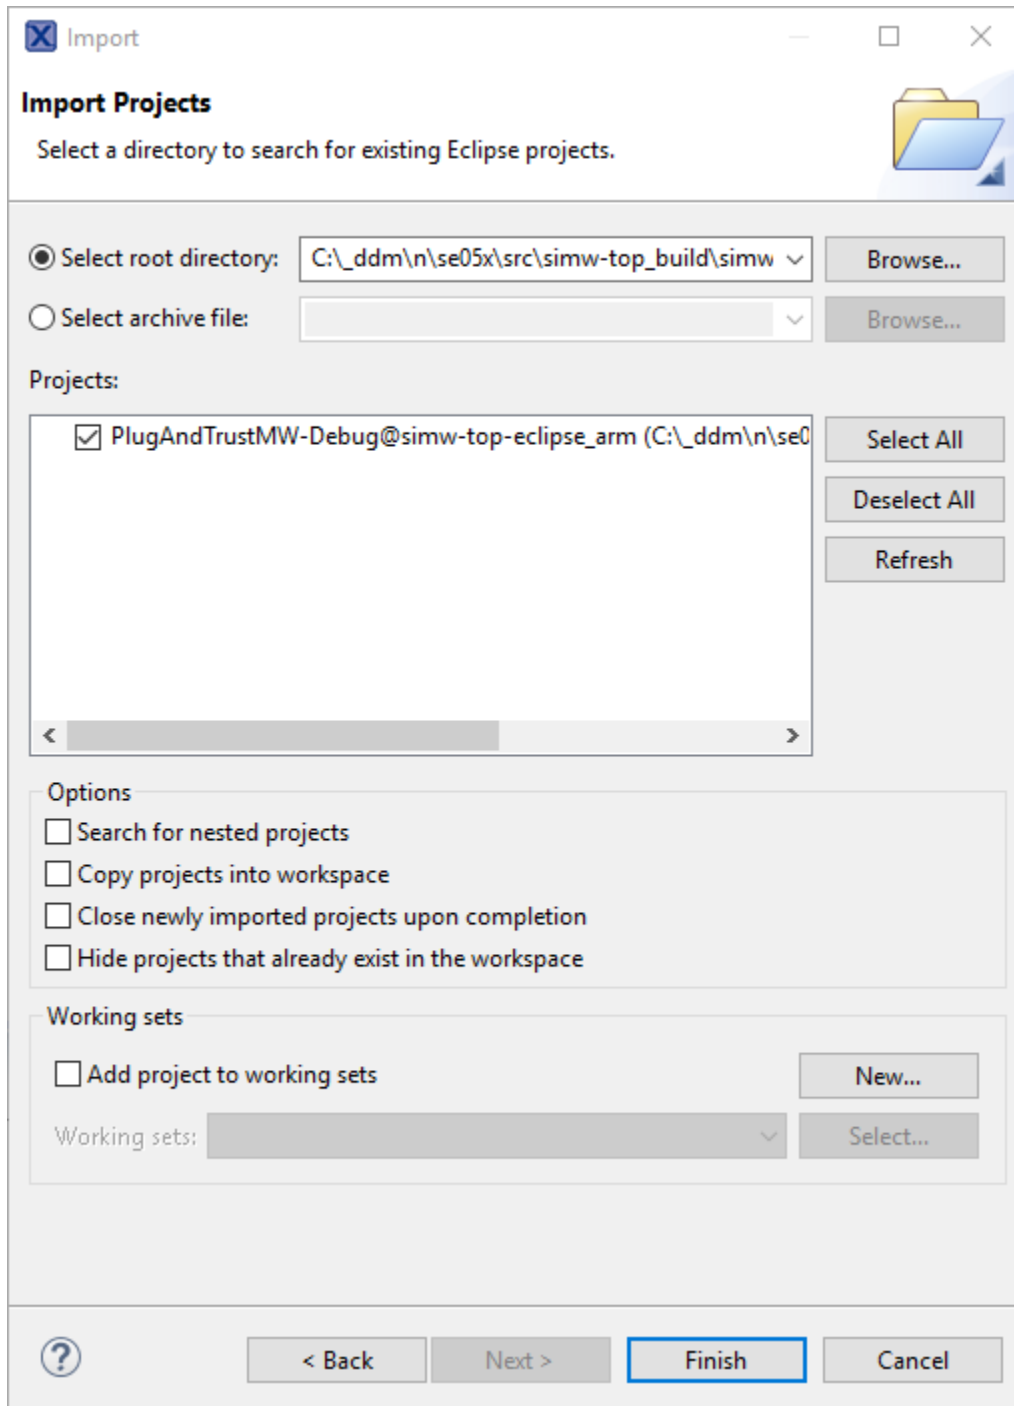 Import
Import Projects
Select a directory to search for existing Eclipse projects.
Select root directory: C:\_ddm\n\se05x\src\simw-top_build\simw Browse...
Select archive file: Browse...
Projects:
PlugAndTrustMW-Debug@simw-top-eclipse_arm (C:\_ddm\n\se0
Select All
Deselect All
Refresh
Options
Search for nested projects
Copy projects into workspace
Close newly imported projects upon completion
Hide projects that already exist in the workspace
Working sets
Add project to working sets New...
Working sets: Select...
< Back Next > Finish Cancel